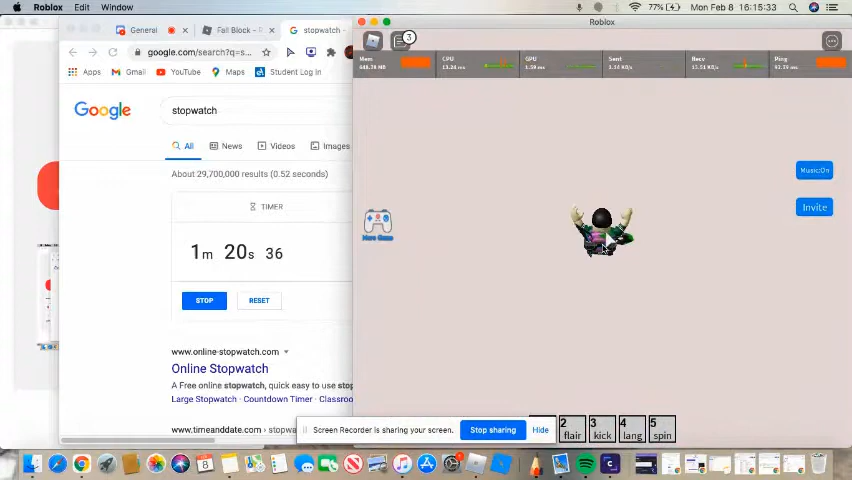 Roblox Edit Window
77% Mon Feb 8 16:15:33
General
Fall Block - R
stopwatch
google.com/search?q=s...
Apps Gmail YouTube Maps Student Log In
Google
stopwatch
All News Videos Images
About 29,700,000 results (0.52 seconds)
TIMER
1m 20s 36
STOP RESET
www.online-stopwatch.com
Online Stopwatch
A Free online stopwatch, quick easy to use stop
Large Stopwatch · Countdown Timer · Classroo
www.timeanddate.com › stopwa
Roblox
3
Mem CPU GPU Sent Recv Ping
Music:On
Invite
More Game
2 flair
3 kick
4 lang
5 spin
Screen Recorder is sharing your screen. Stop sharing Hide